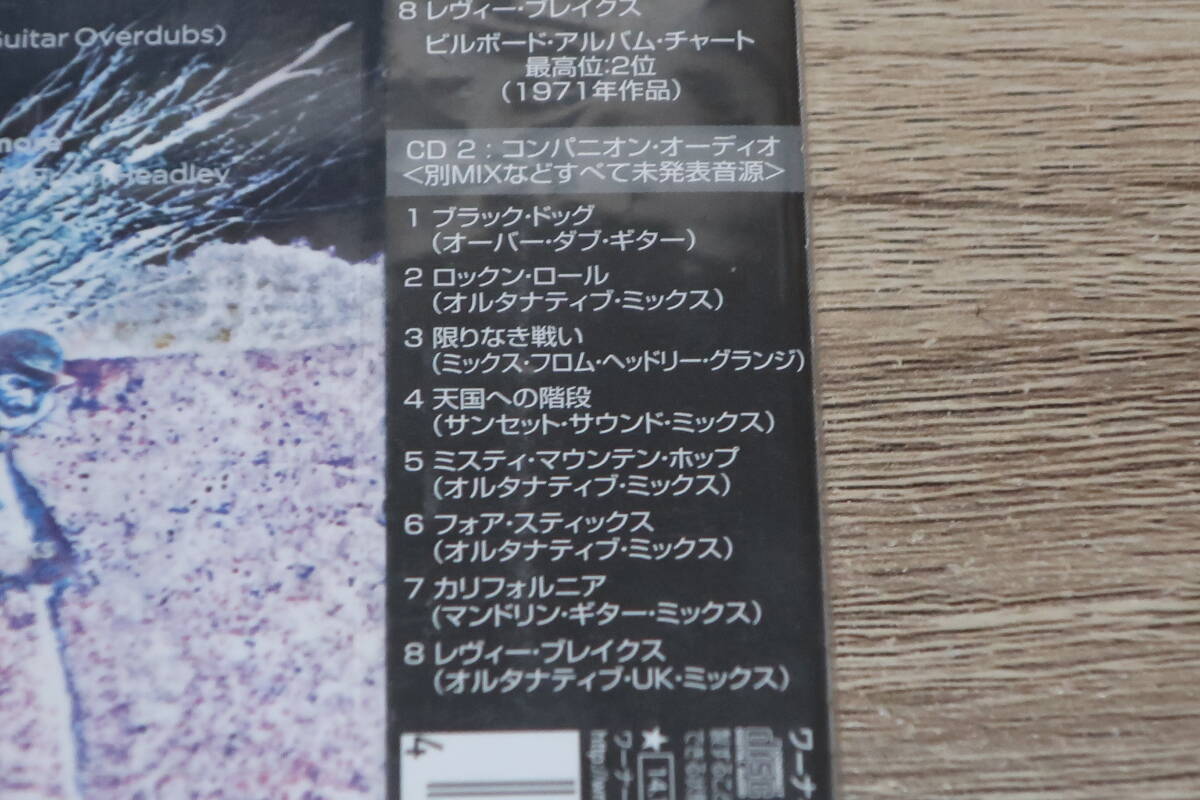 Guitar Overdubs)
more
Headley
ks
8 レヴィー・ブレイクス
ビルボード・アルバム・チャート
最高位:2位
(1971年作品)
CD 2 : コンパニオン・オーディオ
<別MIXなどすべて未発表音源>
1 ブラック・ドッグ
(オーバー・ダブ・ギター)
2 ロックン・ロール
(オルタナティブ・ミックス)
3 限りなき戦い
(ミックス・フロム・ヘッドリー・グランジ)
4 天国への階段
(サンセット・サウンド・ミックス)
5 ミスティ・マウンテン・ホップ
(オルタナティブ・ミックス)
6 フォア・スティックス
(オルタナティブ・ミックス)
7 カリフォルニア
(マンドリン・ギター・ミックス)
8 レヴィー・ブレイクス
(オルタナティブ・UK・ミックス)
4
★
14.
ワーナ
disc